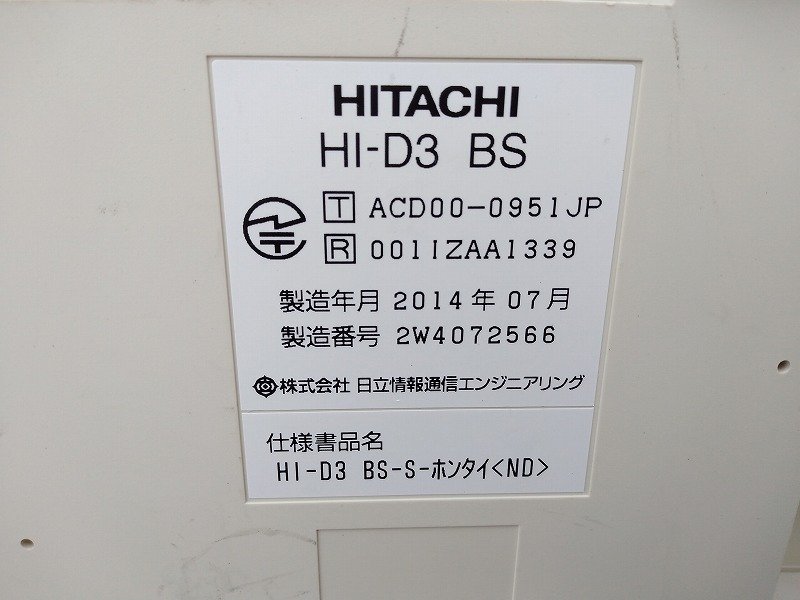 HITACHI
HI-D3 BS
T ACD00-0951JP
R 001IZAA1339
製造年月 2014年 07月
製造番号 2W4072566
株式会社 日立情報通信エンジニアリング
仕様書品名
HI-D3 BS-S-ホンタイ<ND>